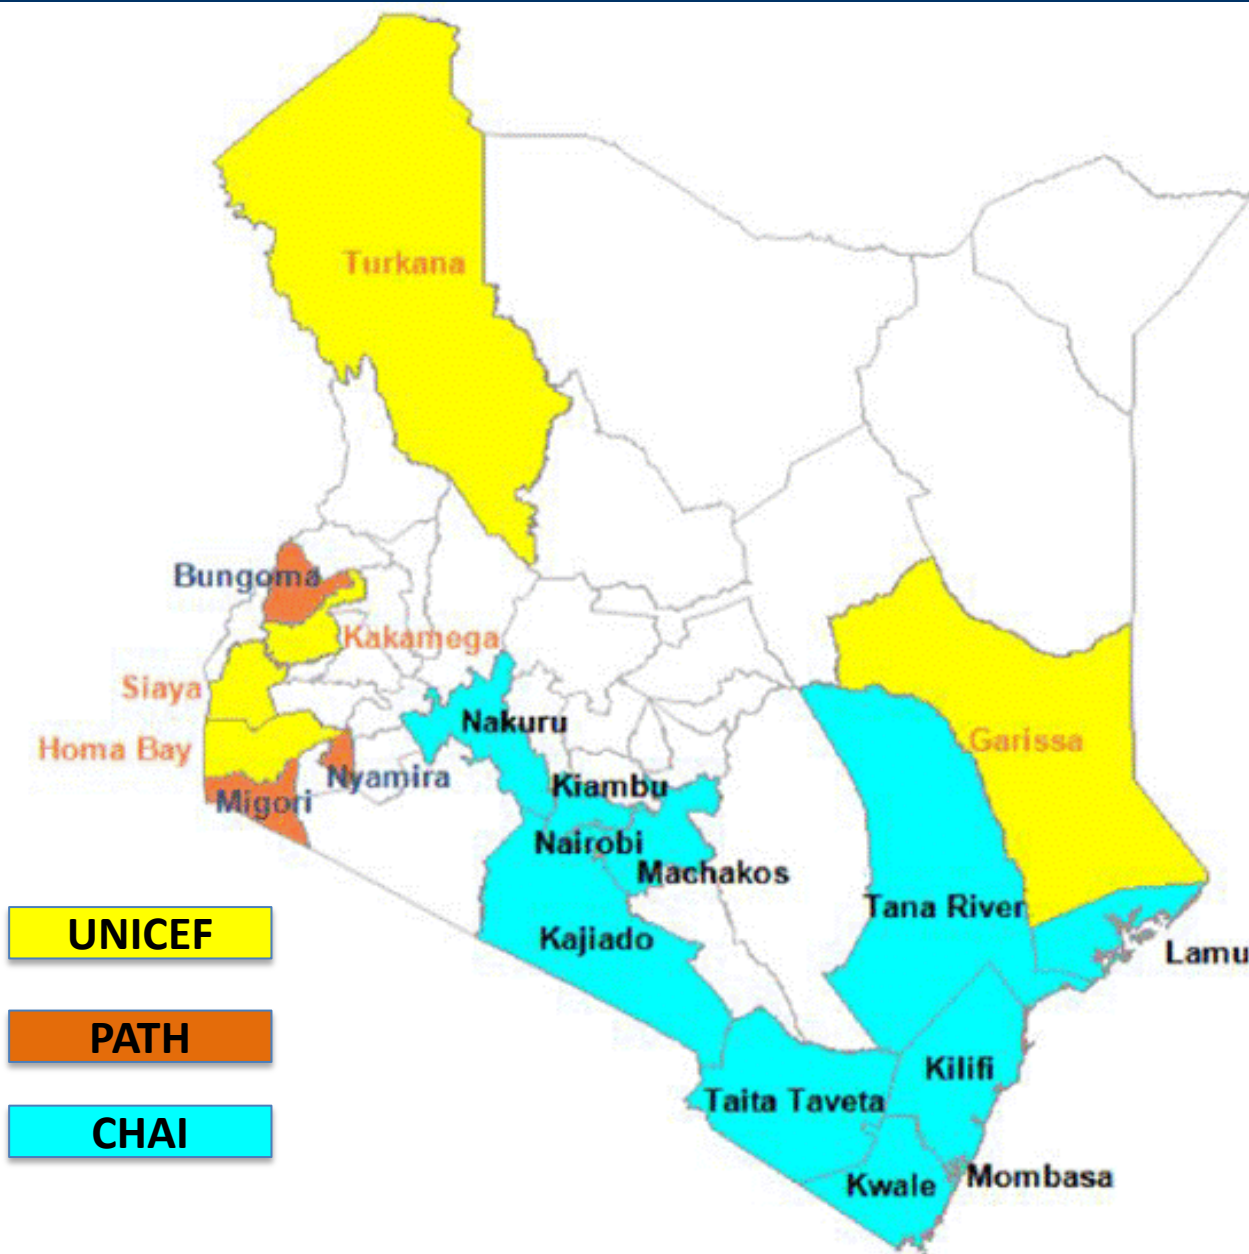 Turkana
Bungoma
Kakamega
Siaya
Nakuru
Homa Bay
Garissa
Nyamira
Kiambu
Migori
Nairobi
Machakos
Tana River
UNICEF
Kajiado
Lamu
PATH
Kilifi
Taita Taveta
CHAI
Mombasa
Kwale